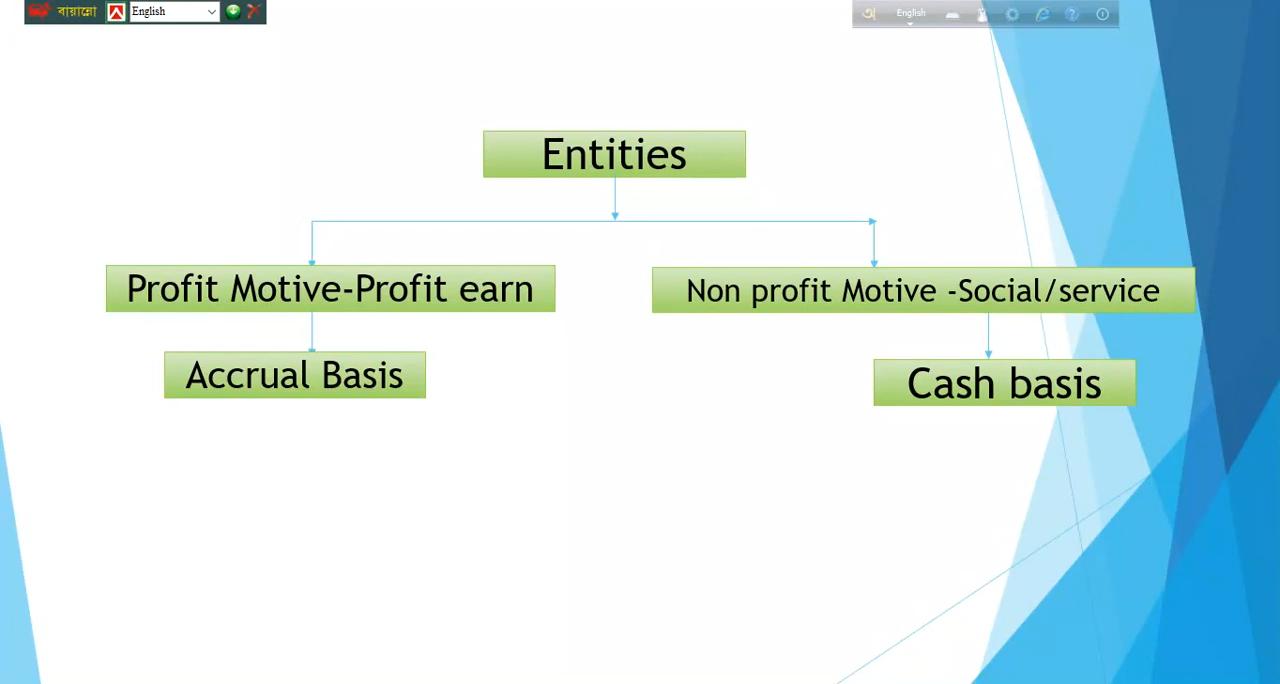 বায়ান্নো English
অ English
Entities
Profit Motive-Profit earn
Non profit Motive -Social/service
Accrual Basis
Cash basis